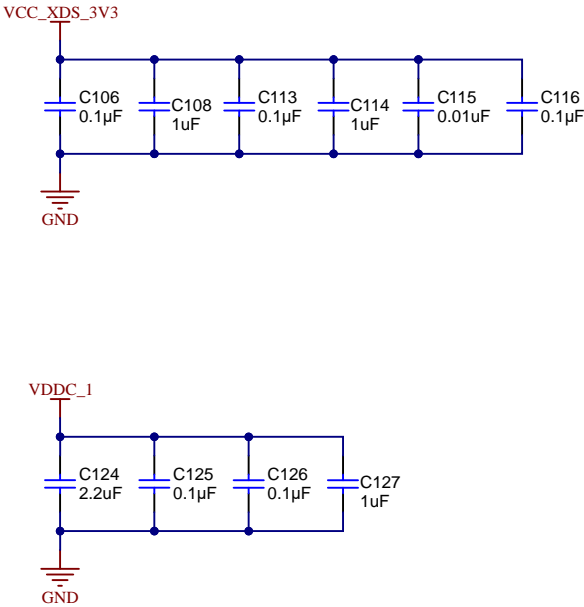 VCC_XDS_3V3
C106
0.1µF
C108
1uF
C113
0.1µF
C114
1uF
C115
0.01uF
C116
0.1µF
GND
VDDC_1
C124
2.2uF
C125
0.1µF
C126
0.1µF
C127
1uF
GND